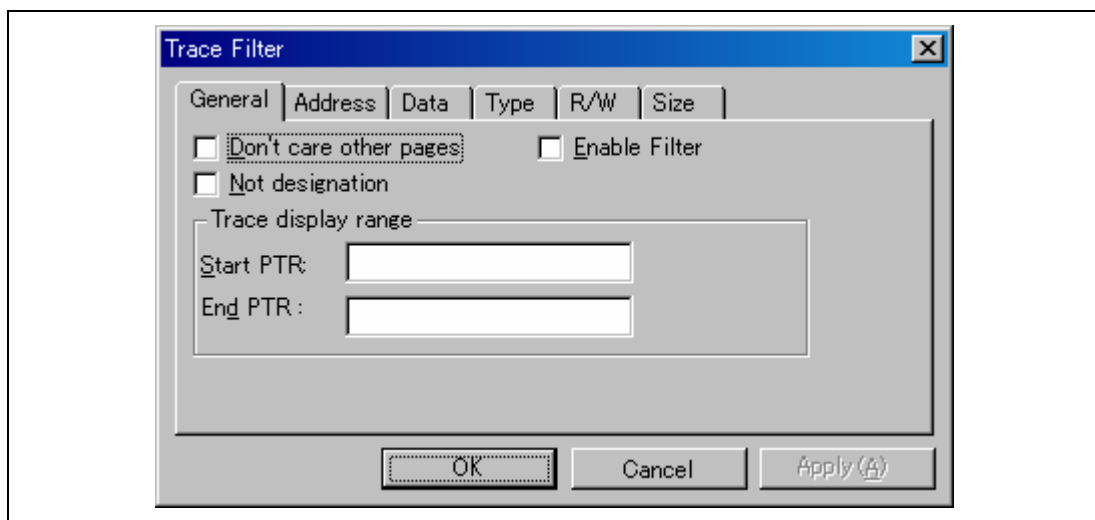 Trace Filter
General Address Data Type R/W Size
Don't care other pages Enable Filter
Not designation
Trace display range
Start PTR:
End PTR :
OK Cancel Apply(A)